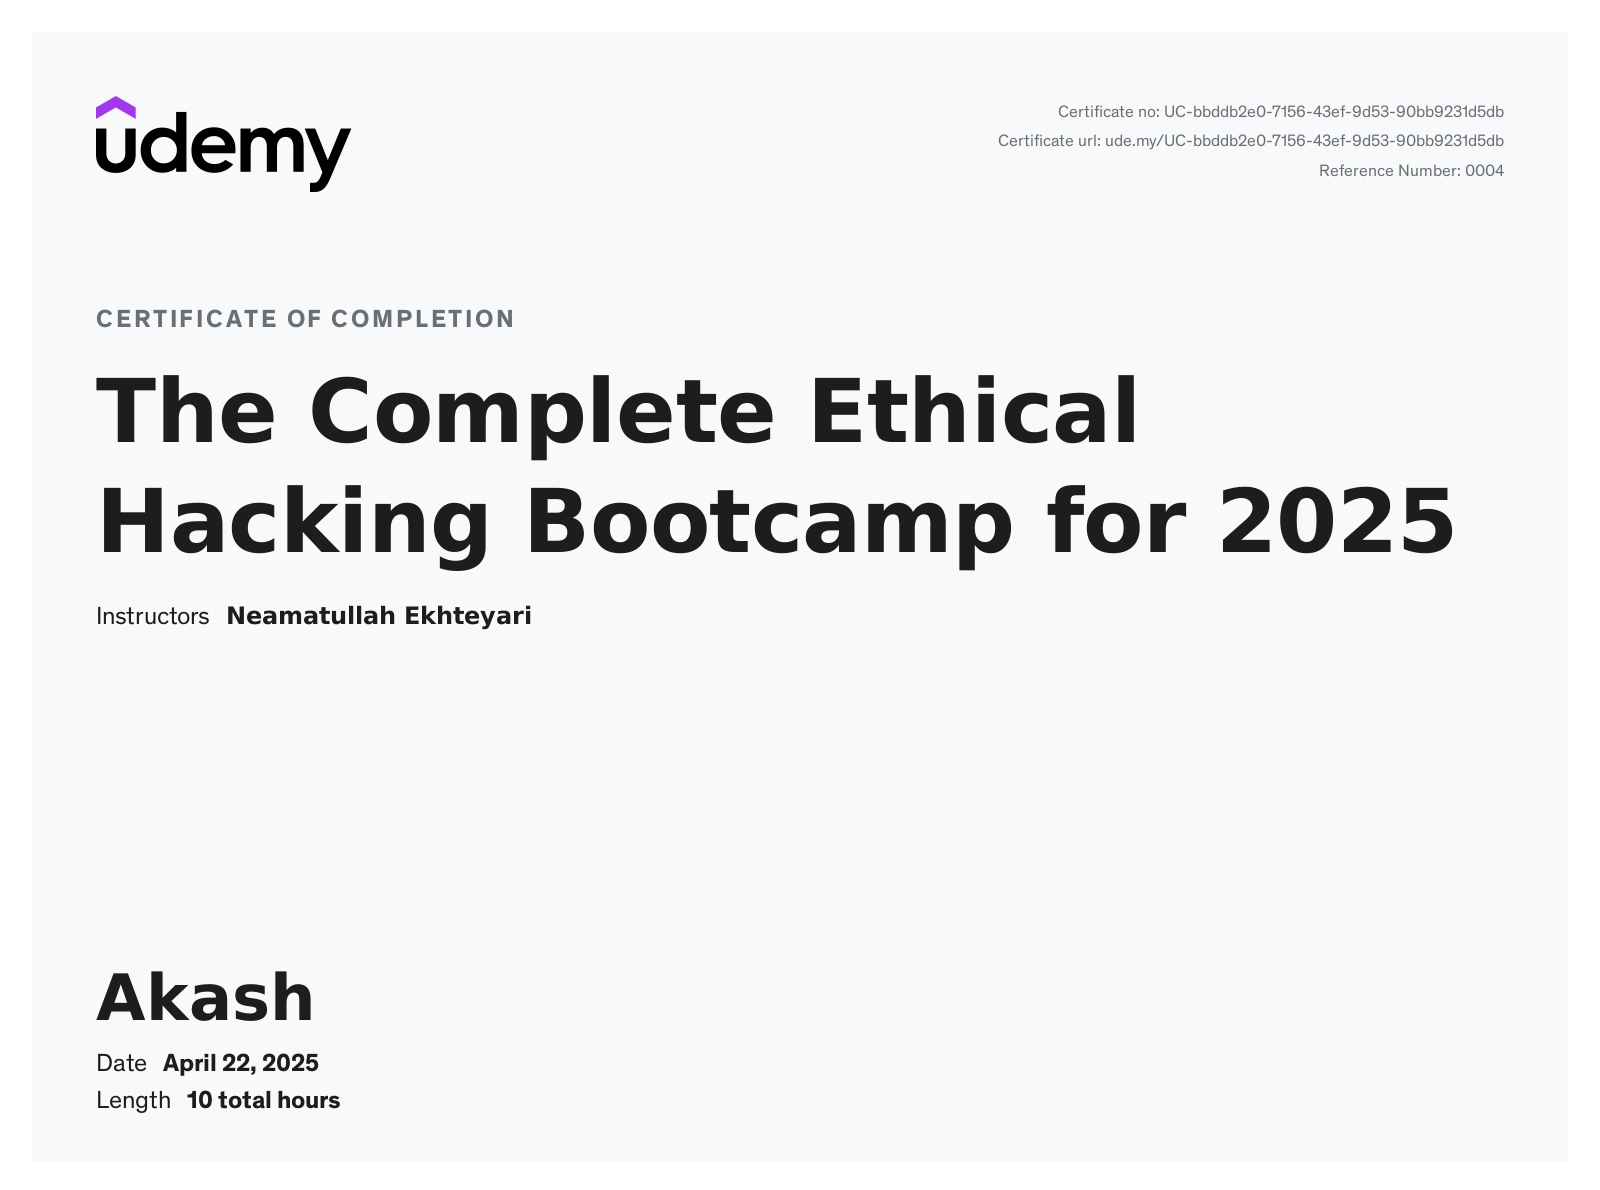 udemy
Certificate no: UC-bbddb2e0-7156-43ef-9d53-90bb9231d5db
Certificate url: ude.my/UC-bbddb2e0-7156-43ef-9d53-90bb9231d5db
Reference Number: 0004
CERTIFICATE OF COMPLETION
The Complete Ethical
Hacking Bootcamp for 2025
Instructors Neamatullah Ekhteyari
Akash
Date April 22, 2025
Length 10 total hours